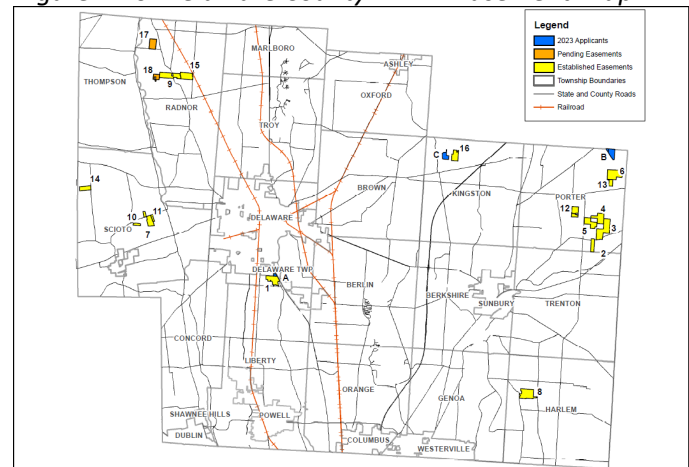 Legend
2023 Applicants
Pending Easements
Established Easements
Township Boundaries
State and County Roads
Railroad
17
MARLBORO
ASHLEY
18
15
THOMPSON
9
OXFORD
RADNOR
TROY
C
16
B
6
14
BROWN
KINGSTON
13
PORTER
12
4
10
11
DELAWARE
5
3
SCIOTO
7
2
DELAWARE TWP
A
1
BERLIN
BERKSHIRE
SUNBURY
TRENTON
CONCORD
LIBERTY
ORANGE
GENOA
8
HARLEM
SHAWNEE HILLS
POWELL
DUBLIN
COLUMBUS
WESTERVILLE